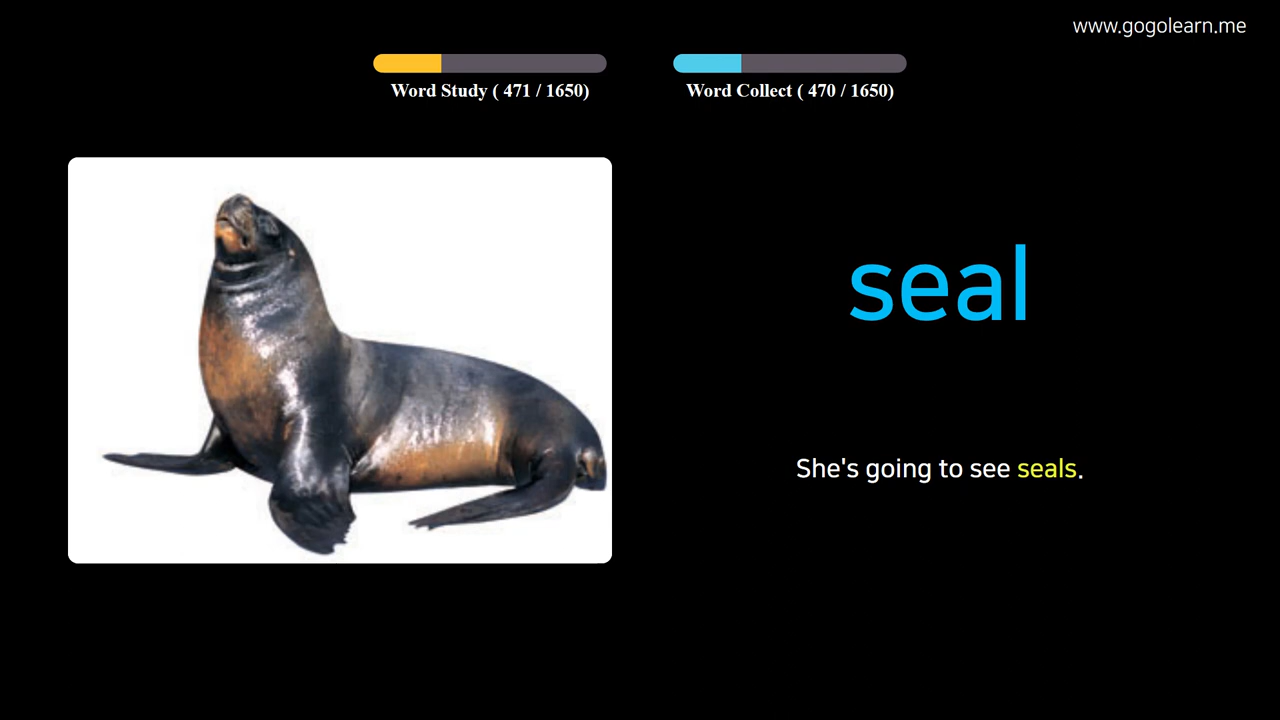 www.gogolearn.me
Word Study ( 471 / 1650)
Word Collect ( 470 / 1650)
seal
She's going to see seals.